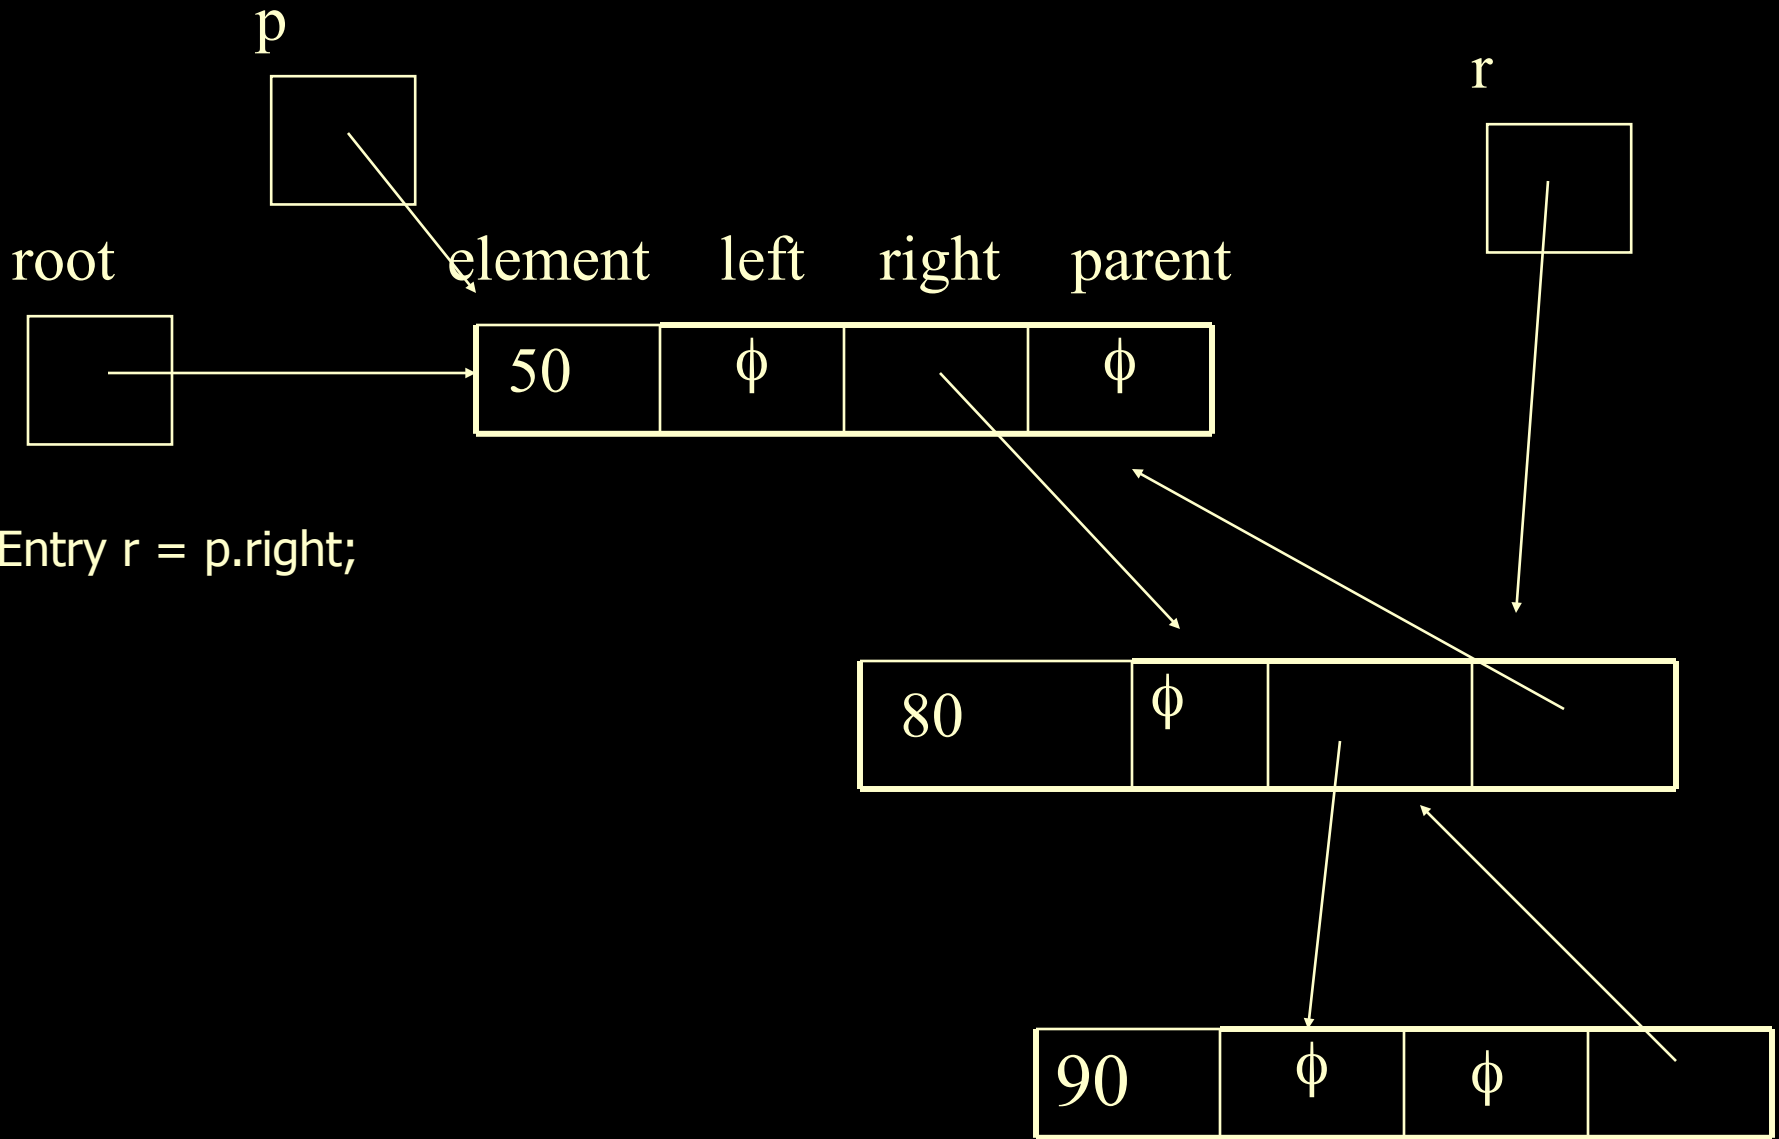 p
r
root
element left right parent
50 ϕ ϕ
Entry r = p.right;
80 ϕ
90 ϕ ϕ